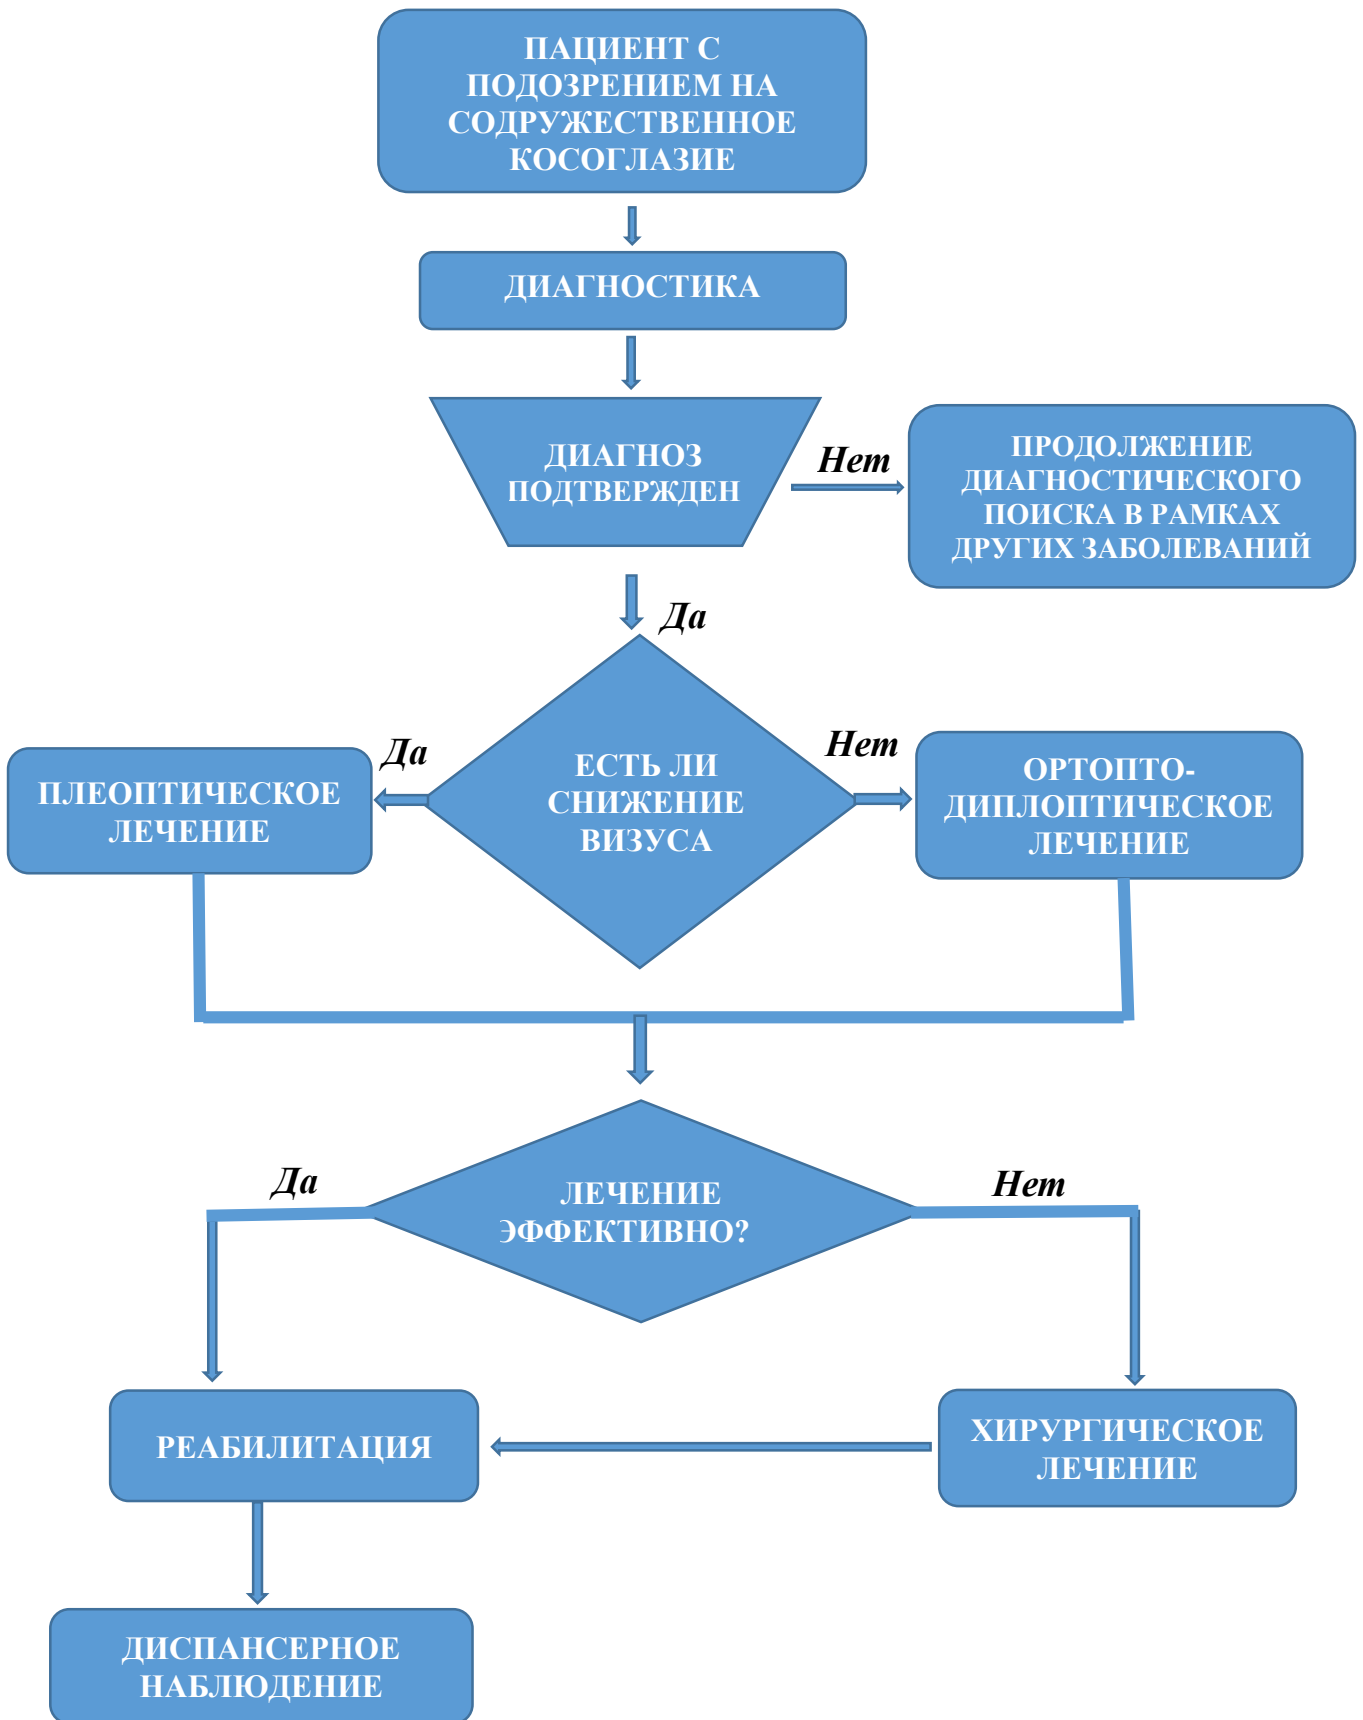 ПАЦИЕНТ С
ПОДОЗРЕНИЕМ НА
СОДРУЖЕСТВЕННОЕ
КОСОГЛАЗИЕ
ДИАГНОСТИКА
ДИАГНОЗ
ПОДТВЕРЖДЕН
Нет
ПРОДОЛЖЕНИЕ
ДИАГНОСТИЧЕСКОГО
ПОИСКА В РАМКАХ
ДРУГИХ ЗАБОЛЕВАНИЙ
Да
Да
ПЛЕОПТИЧЕСКОЕ
ЛЕЧЕНИЕ
ЕСТЬ ЛИ
СНИЖЕНИЕ
ВИЗУСА
Нет
ОРТОПТО-
ДИПЛОПТИЧЕСКОЕ
ЛЕЧЕНИЕ
Да
ЛЕЧЕНИЕ
ЭФФЕКТИВНО?
Нет
РЕАБИЛИТАЦИЯ
ХИРУРГИЧЕСКОЕ
ЛЕЧЕНИЕ
ДИСПАНСЕРНОЕ
НАБЛЮДЕНИЕ